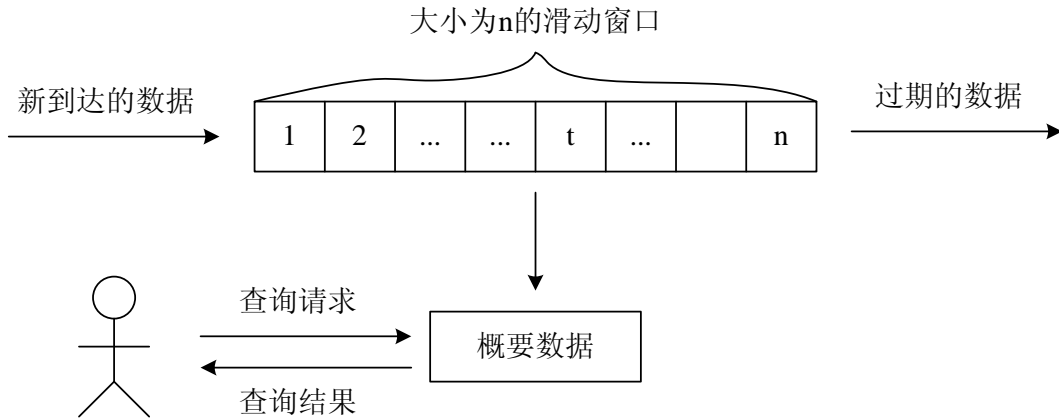 大小为n的滑动窗口
新到达的数据
过期的数据
1 2 ... ... t ... n
查询请求
概要数据
查询结果